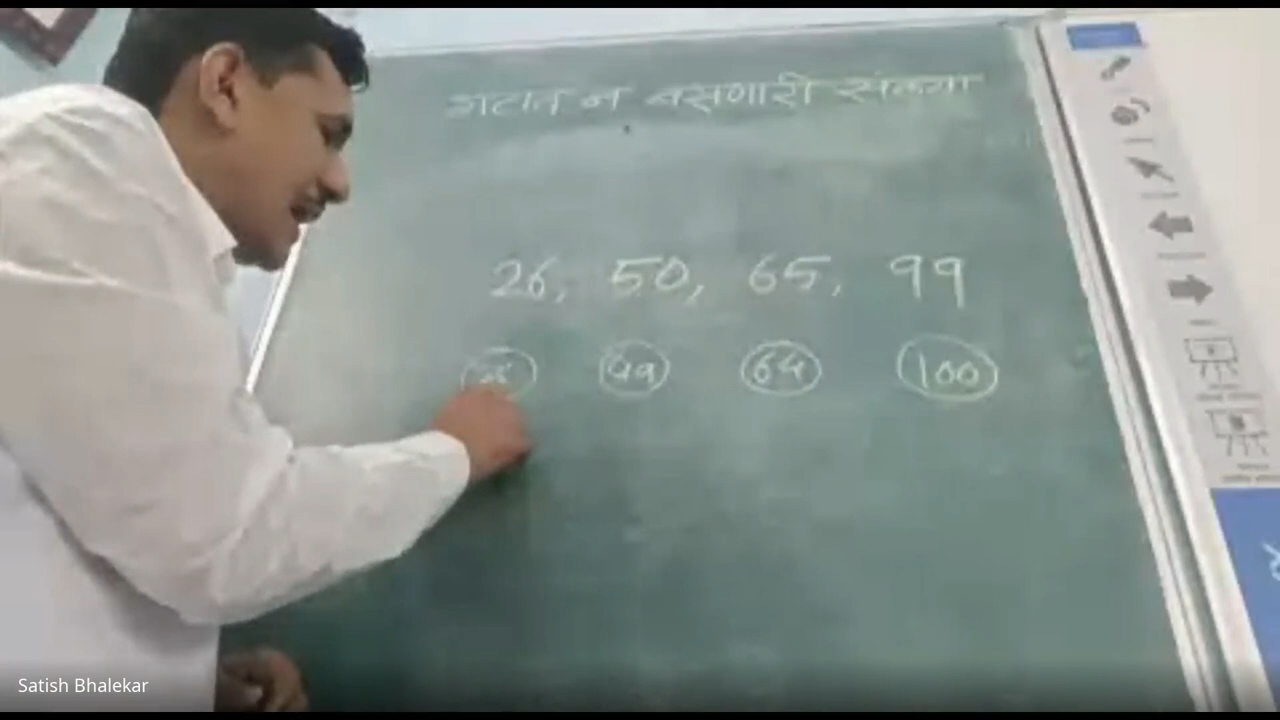 गटात न बसणारी संख्या
26, 50, 65, 99
49 64 100
Satish Bhalekar